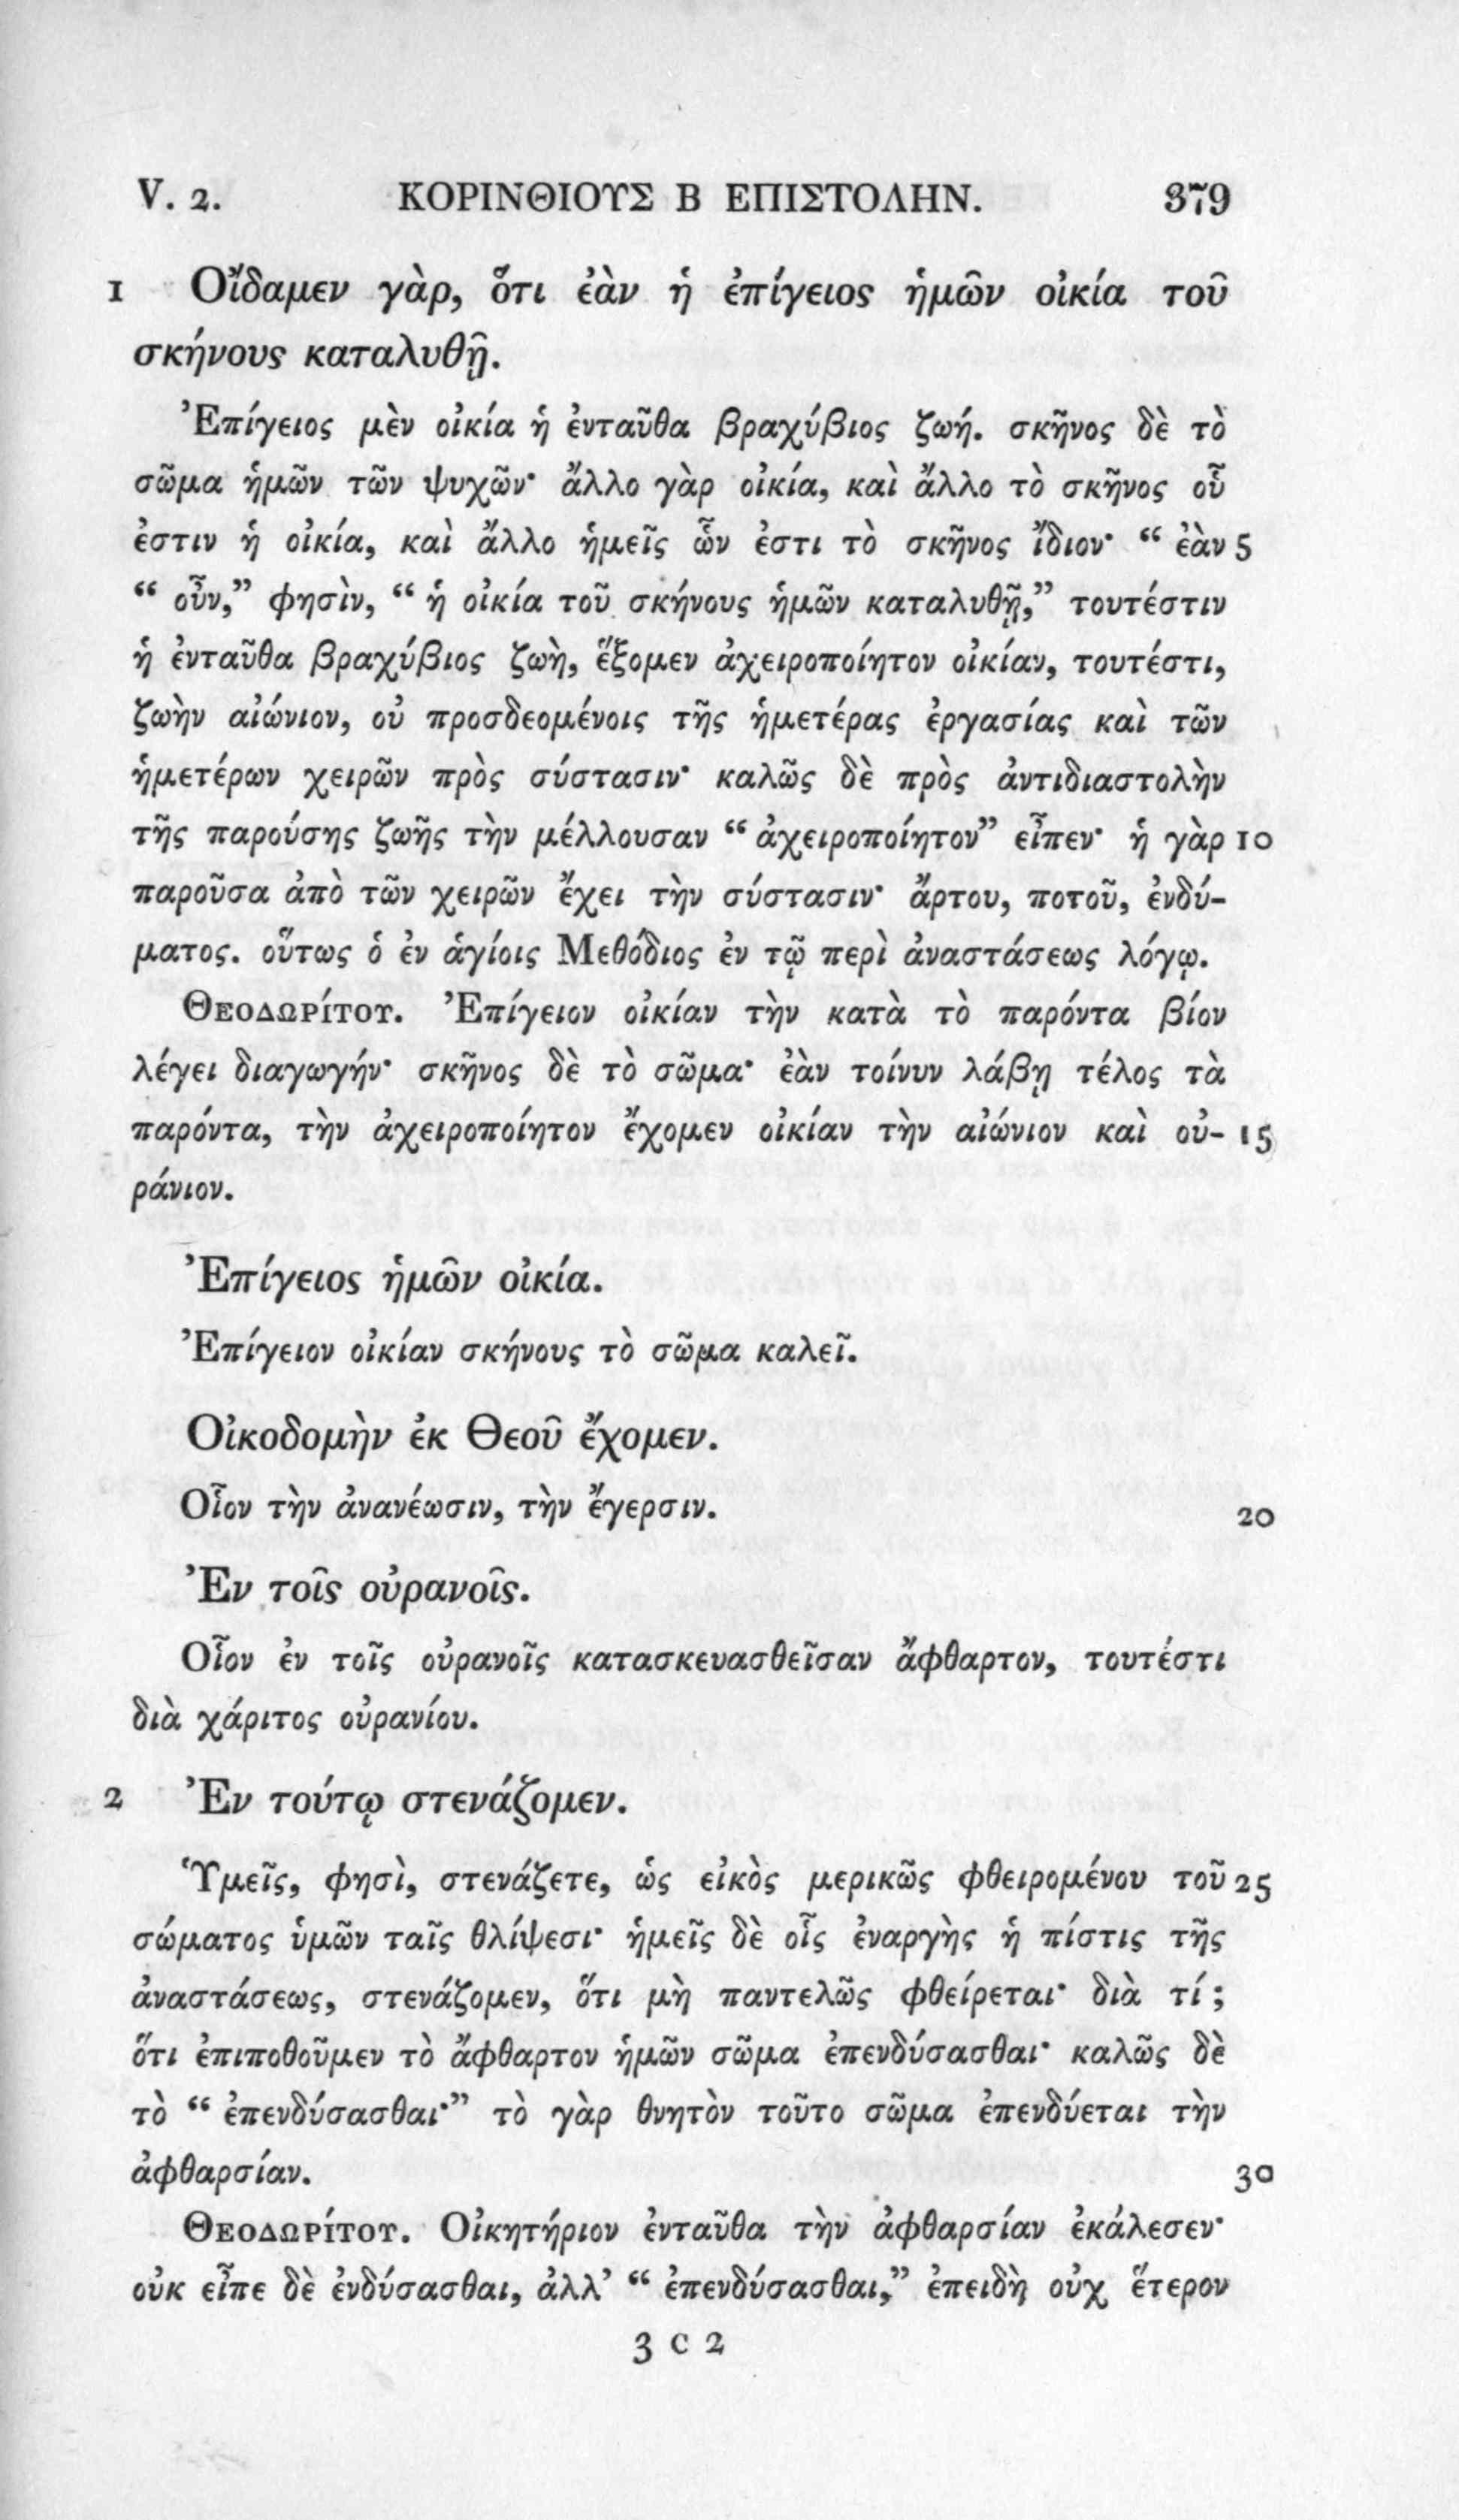 V. 2. ΚΟΡΙΝΘΙΟΥΣ Β ΕΠΙΣΤΟΛΗΝ. 379
1 Οἴδαμεν γὰρ, ὅτι ἐὰν ἡ ἐπίγειος ἡμῶν οἰκία τοῦ
σκήνους καταλυθῇ.
Ἐπίγειος μὲν οἰκία ἡ ἐνταῦθα βραχύβιος ζωή. σκῆνος δὲ τὸ
σῶμα ἡμῶν τῶν ψυχῶν· ἄλλο γὰρ οἰκία, καὶ ἄλλο τὸ σκῆνος οὗ
ἐστιν ἡ οἰκία, καὶ ἄλλο ἡμεῖς ὧν ἐστι τὸ σκῆνος ἴδιον· “ ἐὰν 5
“ οὖν,” φησὶν, “ ἡ οἰκία τοῦ σκήνους ἡμῶν καταλυθῇ,” τουτέστιν
ἡ ἐνταῦθα βραχύβιος ζωὴ, ἕξομεν ἀχειροποίητον οἰκίαν, τουτέστι,
ζωὴν αἰώνιον, οὐ προσδεομένοις τῆς ἡμετέρας ἐργασίας καὶ τῶν
ἡμετέρων χειρῶν πρὸς σύστασιν· καλῶς δὲ πρὸς ἀντιδιαστολὴν
τῆς παρούσης ζωῆς τὴν μέλλουσαν “ ἀχειροποίητον” εἶπεν· ἡ γὰρ 10
παροῦσα ἀπὸ τῶν χειρῶν ἔχει τὴν σύστασιν· ἄρτου, ποτοῦ, ἐνδύ-
ματος. οὕτως ὁ ἐν ἁγίοις Μεθόδιος ἐν τῷ περὶ ἀναστάσεως λόγῳ.
Θεοδωρίτου. Ἐπίγειον οἰκίαν τὴν κατὰ τὸ παρόντα βίον
λέγει διαγωγήν· σκῆνος δὲ τὸ σῶμα· ἐὰν τοίνυν λάβῃ τέλος τὰ
παρόντα, τὴν ἀχειροποίητον ἔχομεν οἰκίαν τὴν αἰώνιον καὶ οὐ- 15
ράνιον.
Ἐπίγειος ἡμῶν οἰκία.
Ἐπίγειον οἰκίαν σκήνους τὸ σῶμα καλεῖ.
Οἰκοδομὴν ἐκ Θεοῦ ἔχομεν.
Οἷον τὴν ἀνανέωσιν, τὴν ἔγερσιν. 20
Ἐν τοῖς οὐρανοῖς.
Οἷον ἐν τοῖς οὐρανοῖς κατασκευασθεῖσαν ἄφθαρτον, τουτέστι
διὰ χάριτος οὐρανίου.
2 Ἐν τούτῳ στενάζομεν.
Ὑμεῖς, φησὶ, στενάζετε, ὡς εἰκὸς μερικῶς φθειρομένου τοῦ 25
σώματος ὑμῶν ταῖς θλίψεσι· ἡμεῖς δὲ οἷς ἐναργὴς ἡ πίστις τῆς
ἀναστάσεως, στενάζομεν, ὅτι μὴ παντελῶς φθείρεται· διὰ τί ;
ὅτι ἐπιποθοῦμεν τὸ ἄφθαρτον ἡμῶν σῶμα ἐπενδύσασθαι· καλῶς δὲ
τὸ “ ἐπενδύσασθαι·” τὸ γὰρ θνητὸν τοῦτο σῶμα ἐπενδύεται τὴν
ἀφθαρσίαν. 30
Θεοδωρίτου. Οἰκητήριον ἐνταῦθα τὴν ἀφθαρσίαν ἐκάλεσεν·
οὐκ εἶπε δὲ ἐνδύσασθαι, ἀλλ’ “ ἐπενδύσασθαι,” ἐπειδὴ οὐχ ἕτερον
3 C 2